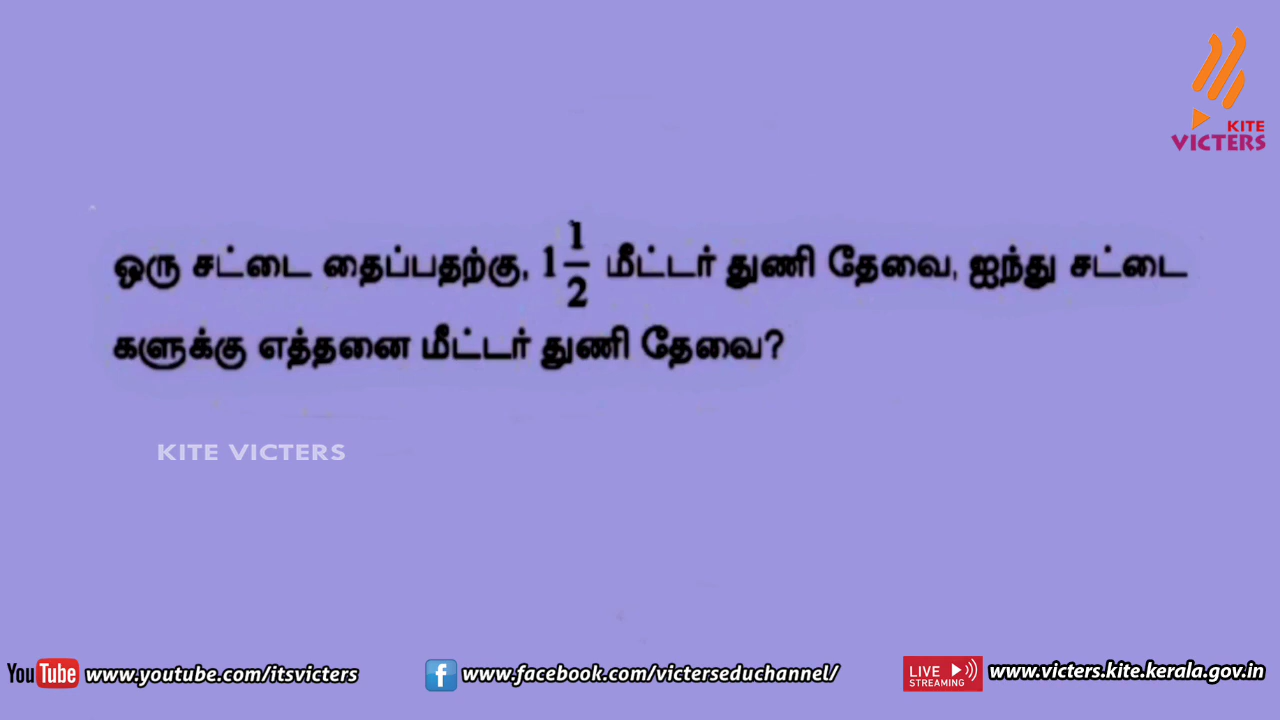 KITE
VICTERS
ஒரு சட்டை தைப்பதற்கு, 1 1/2 மீட்டர் துணி தேவை, ஐந்து சட்டை
களுக்கு எத்தனை மீட்டர் துணி தேவை?
KITE VICTERS
YouTube www.youtube.com/itsvicters
f www.facebook.com/victerseduchannel/
LIVE STREAMING www.victers.kite.kerala.gov.in